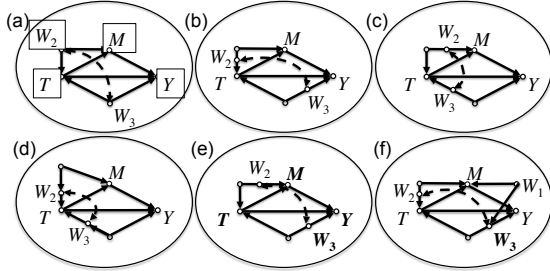 (a) W₂ M T Y W₃
(b) M W₂ T Y W₃
(c) W₂ M T Y W₃
(d) M W₂ T Y W₃
(e) W₂ M T Y W₃
(f) M W₁ W₂ T Y W₃